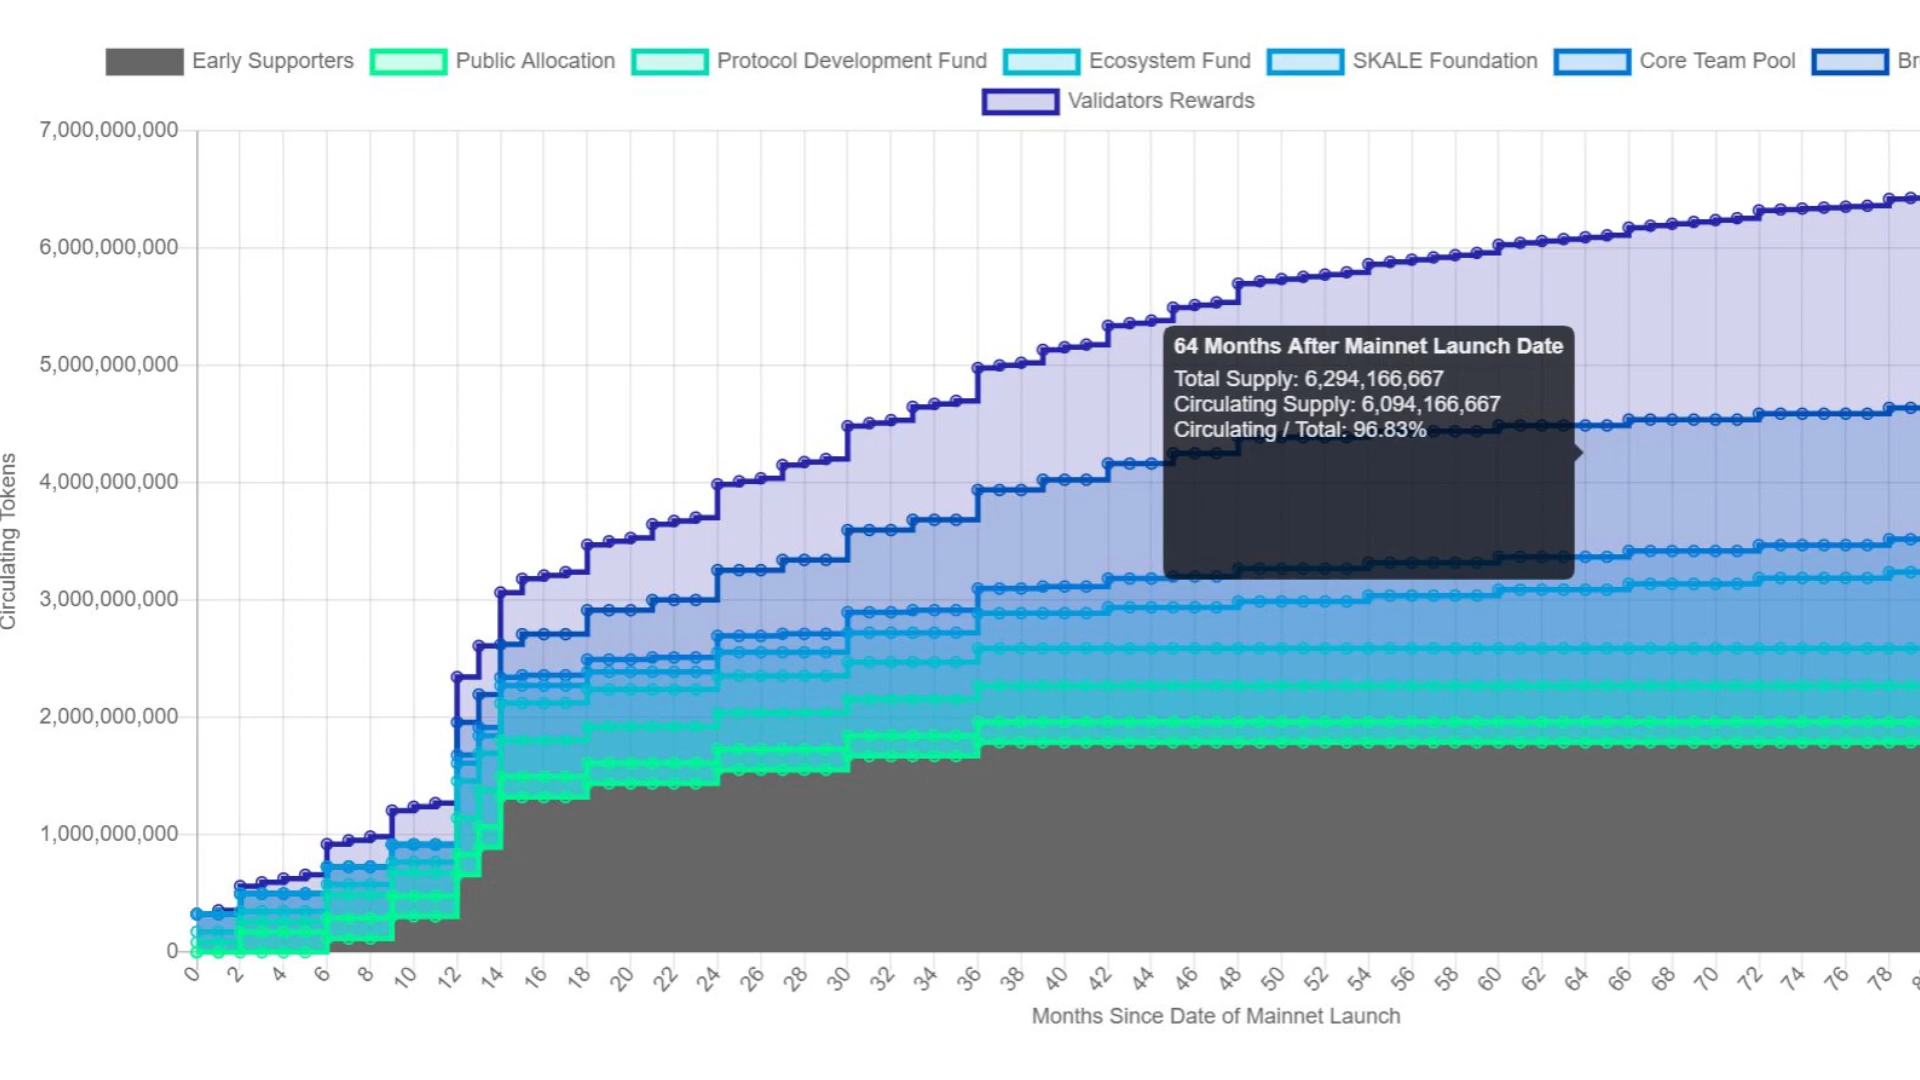 Early Supporters Public Allocation Protocol Development Fund Ecosystem Fund SKALE Foundation Core Team Pool
Validators Rewards
7,000,000,000
6,000,000,000
5,000,000,000
4,000,000,000
3,000,000,000
2,000,000,000
1,000,000,000
0
Circulating Tokens
64 Months After Mainnet Launch Date
Total Supply: 6,294,166,667
Circulating Supply: 6,094,166,667
Circulating / Total: 96.83%
0 2 4 6 8 10 12 14 16 18 20 22 24 26 28 30 32 34 36 38 40 42 44 46 48 50 52 54 56 58 60 62 64 66 68 70 72 74 76 78
Months Since Date of Mainnet Launch